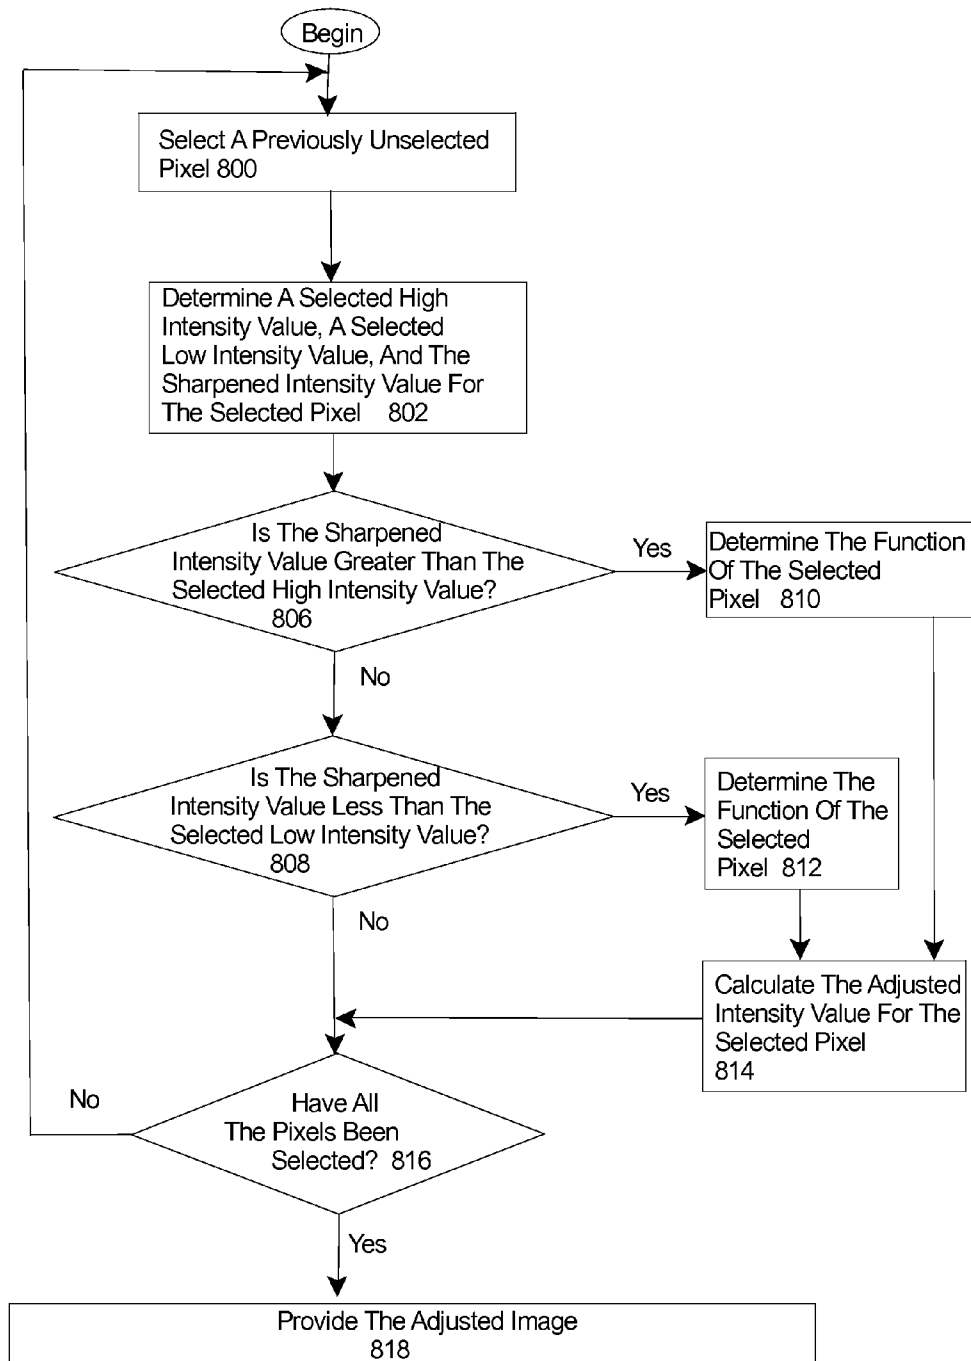 Begin
Select A Previously Unselected
Pixel 800
Determine A Selected High
Intensity Value, A Selected
Low Intensity Value, And The
Sharpened Intensity Value For
The Selected Pixel 802
Is The Sharpened
Intensity Value Greater Than The
Selected High Intensity Value?
806
Yes
Determine The Function
Of The Selected
Pixel 810
No
Is The Sharpened
Intensity Value Less Than The
Selected Low Intensity Value?
808
Yes
Determine The
Function Of The
Selected
Pixel 812
No
Calculate The Adjusted
Intensity Value For The
Selected Pixel
814
No
Have All
The Pixels Been
Selected? 816
Yes
Provide The Adjusted Image
818